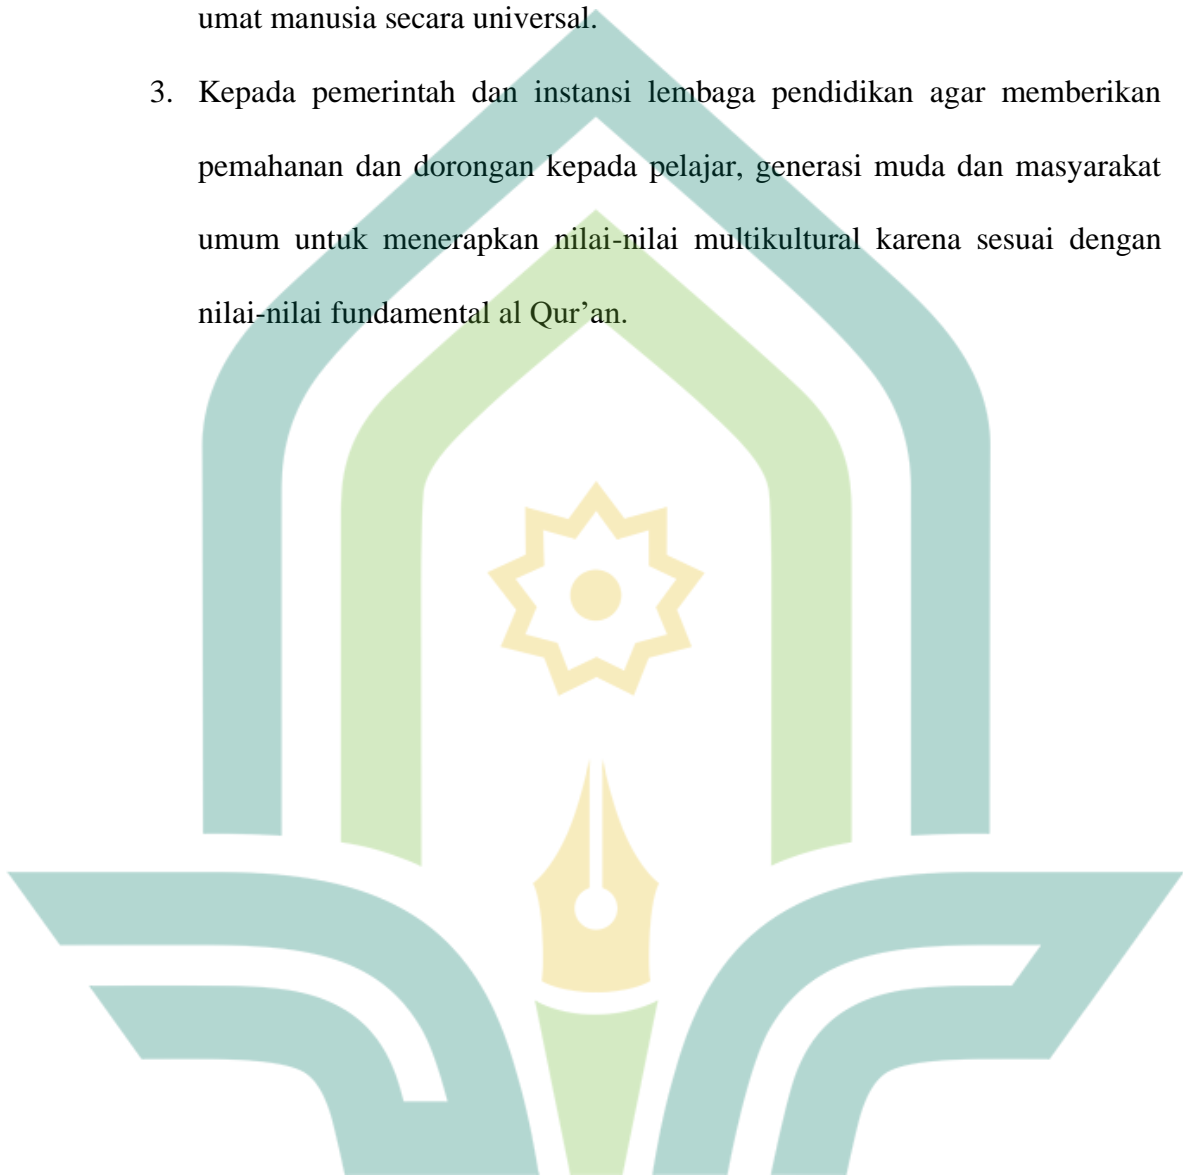 umat manusia secara universal.
3. Kepada pemerintah dan instansi lembaga pendidikan agar memberikan
pemahanan dan dorongan kepada pelajar, generasi muda dan masyarakat
umum untuk menerapkan nilai-nilai multikultural karena sesuai dengan
nilai-nilai fundamental al Qur’an.